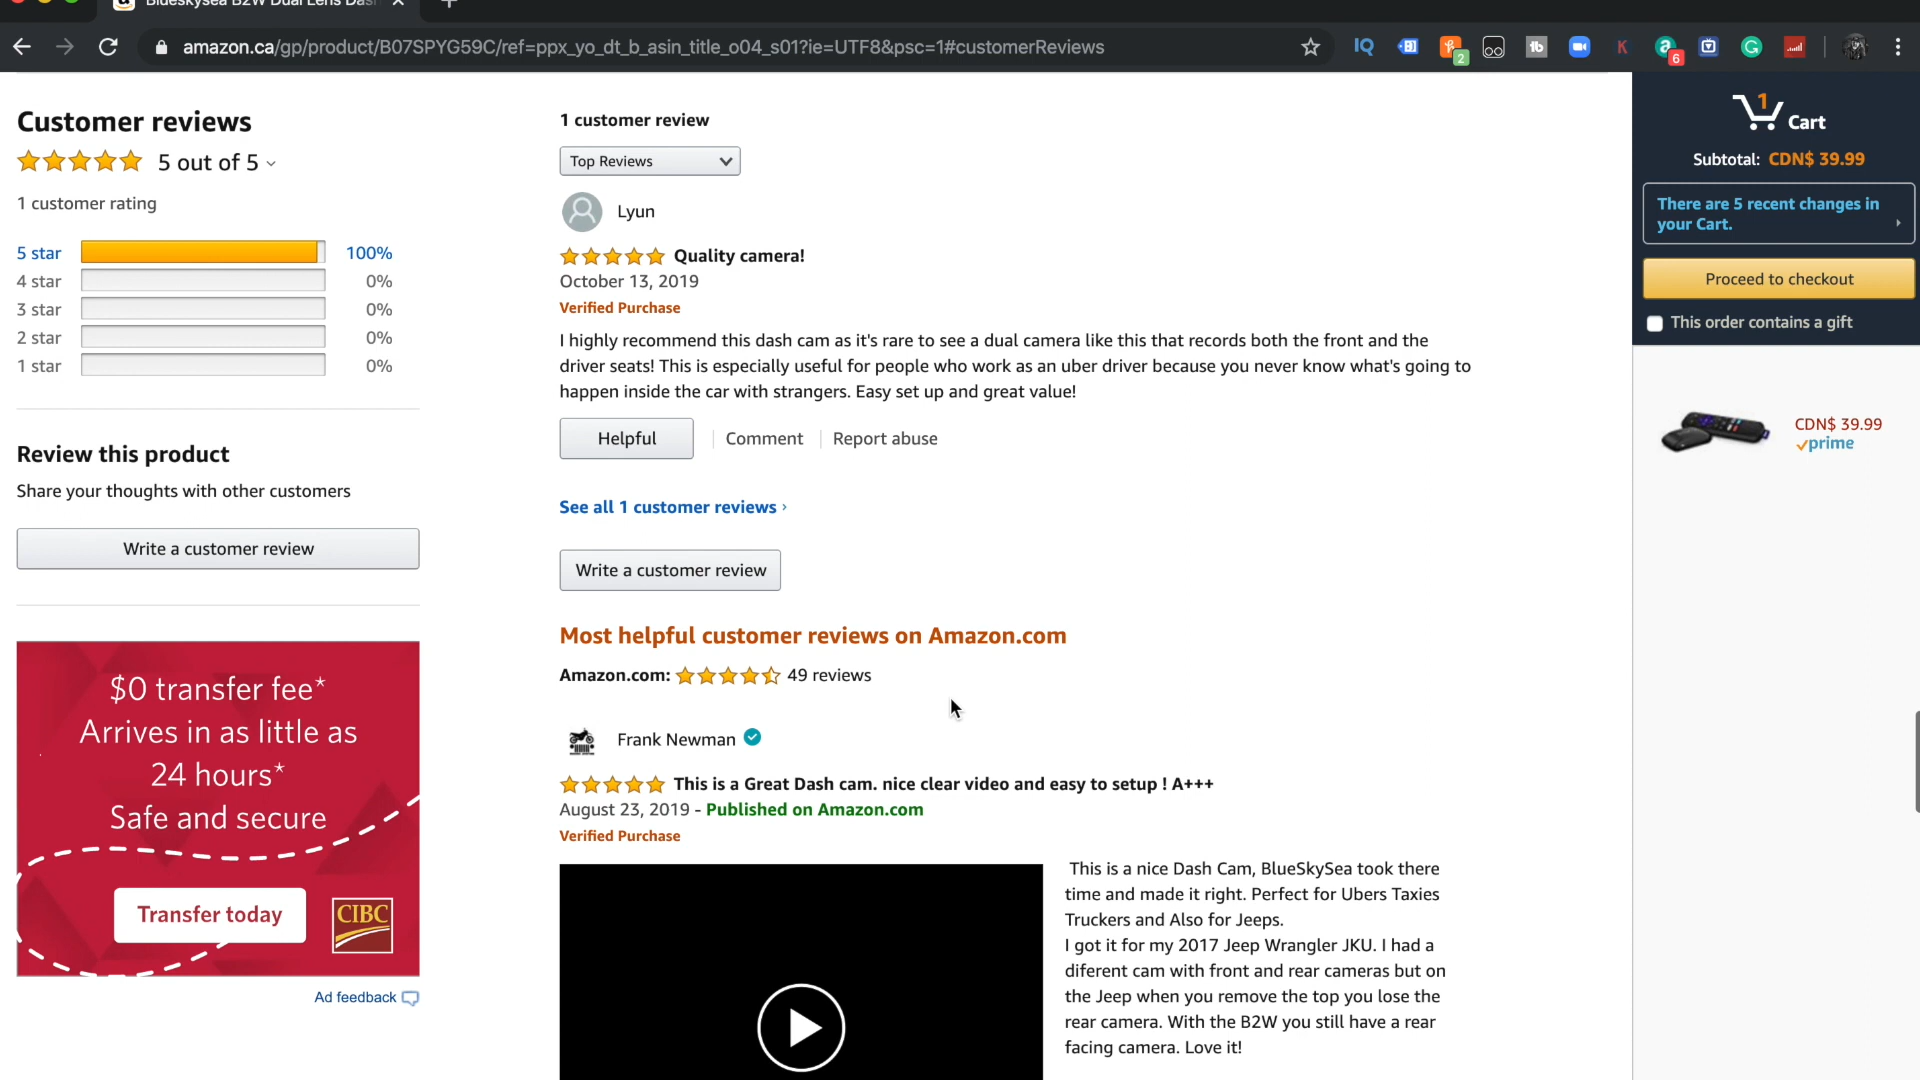 Blueskysea B2W Dual Lens Dash
amazon.ca/gp/product/B07SPYG59C/ref=ppx_yo_dt_b_asin_title_o04_s01?ie=UTF8&psc=1#customerReviews
IQ
2
tb
K
a
6
G
Customer reviews
5 out of 5
1 customer rating
5 star 100%
4 star 0%
3 star 0%
2 star 0%
1 star 0%
Review this product
Share your thoughts with other customers
Write a customer review
$0 transfer fee*
Arrives in as little as
24 hours*
Safe and secure
Transfer today
CIBC
Ad feedback
1 customer review
Top Reviews
Lyun
Quality camera!
October 13, 2019
Verified Purchase
I highly recommend this dash cam as it's rare to see a dual camera like this that records both the front and the
driver seats! This is especially useful for people who work as an uber driver because you never know what's going to
happen inside the car with strangers. Easy set up and great value!
Helpful | Comment | Report abuse
See all 1 customer reviews ›
Write a customer review
Most helpful customer reviews on Amazon.com
Amazon.com: 49 reviews
Frank Newman
This is a Great Dash cam. nice clear video and easy to setup ! A+++
August 23, 2019 - Published on Amazon.com
Verified Purchase
This is a nice Dash Cam, BlueSkySea took there
time and made it right. Perfect for Ubers Taxies
Truckers and Also for Jeeps.
I got it for my 2017 Jeep Wrangler JKU. I had a
diferent cam with front and rear cameras but on
the Jeep when you remove the top you lose the
rear camera. With the B2W you still have a rear
facing camera. Love it!
1
Cart
Subtotal: CDN$ 39.99
There are 5 recent changes in
your Cart. ›
Proceed to checkout
This order contains a gift
CDN$ 39.99
prime